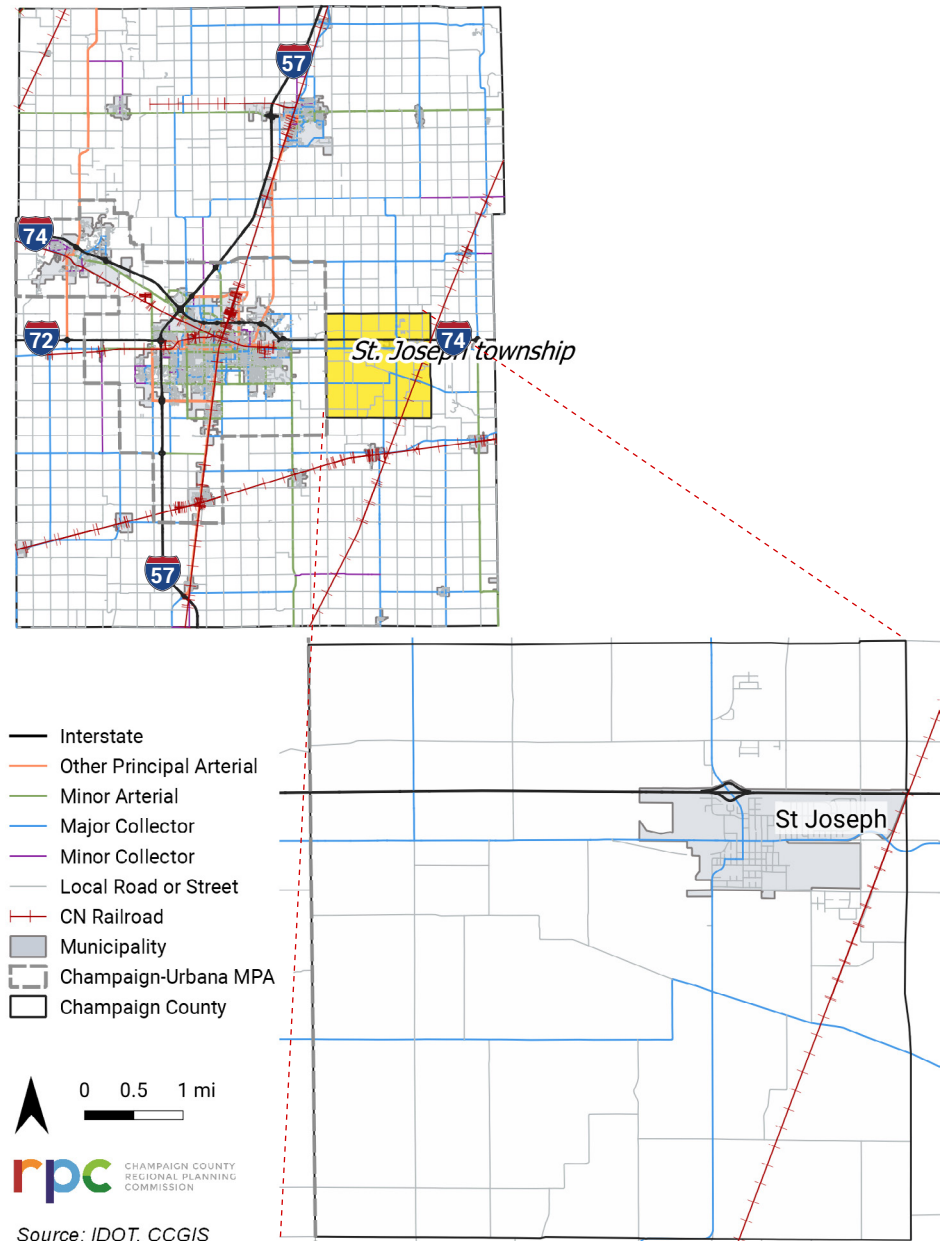 57
74
72
74
St. Joseph township
57
Interstate
Other Principal Arterial
Minor Arterial
Major Collector
Minor Collector
Local Road or Street
CN Railroad
Municipality
Champaign-Urbana MPA
Champaign County
St Joseph
0 0.5 1 mi
rpc
CHAMPAIGN COUNTY
REGIONAL PLANNING
COMMISSION
Source: IDOT, CCGIS